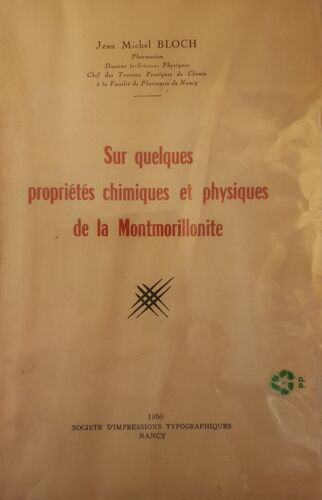 Jean Michel BLOCH
Pharmacien
Docteur ès-Sciences Physiques
Chef des Travaux Pratiques de Chimie
à la Faculté de Pharmacie de Nancy
Sur quelques
propriétés chimiques et physiques
de la Montmorillonite
PP
1950
SOCIETE D'IMPRESSIONS TYPOGRAPHIQUES
NANCY